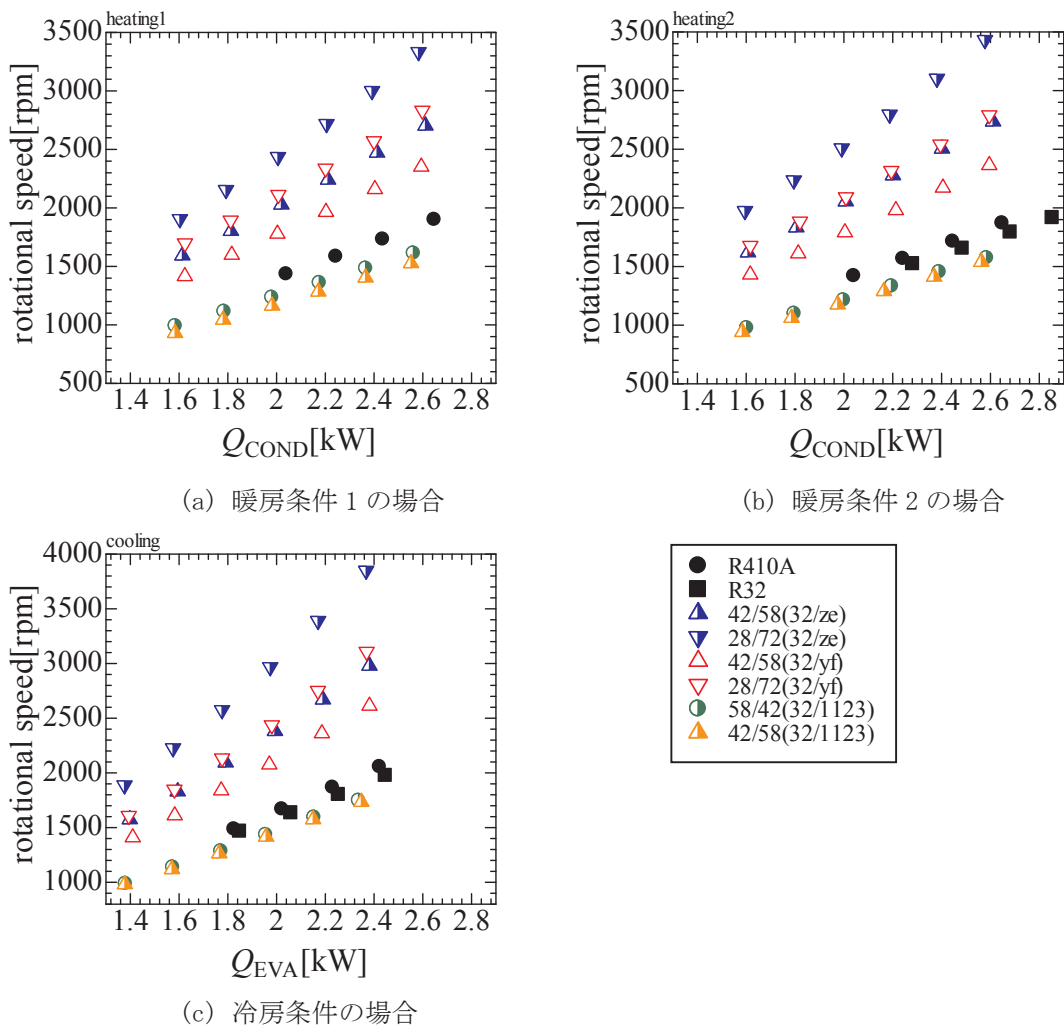 heating1
3500
3000
2500
2000
1500
1000
500
rotational speed[rpm]
1.4 1.6 1.8 2 2.2 2.4 2.6 2.8
QCOND[kW]
(a) 暖房条件１の場合
heating2
3500
3000
2500
2000
1500
1000
500
rotational speed[rpm]
1.4 1.6 1.8 2 2.2 2.4 2.6 2.8
QCOND[kW]
(b) 暖房条件２の場合
cooling
4000
3500
3000
2500
2000
1500
1000
rotational speed[rpm]
1.4 1.6 1.8 2 2.2 2.4 2.6 2.8
QEVA[kW]
(c) 冷房条件の場合
R410A
R32
42/58(32/ze)
28/72(32/ze)
42/58(32/yf)
28/72(32/yf)
58/42(32/1123)
42/58(32/1123)